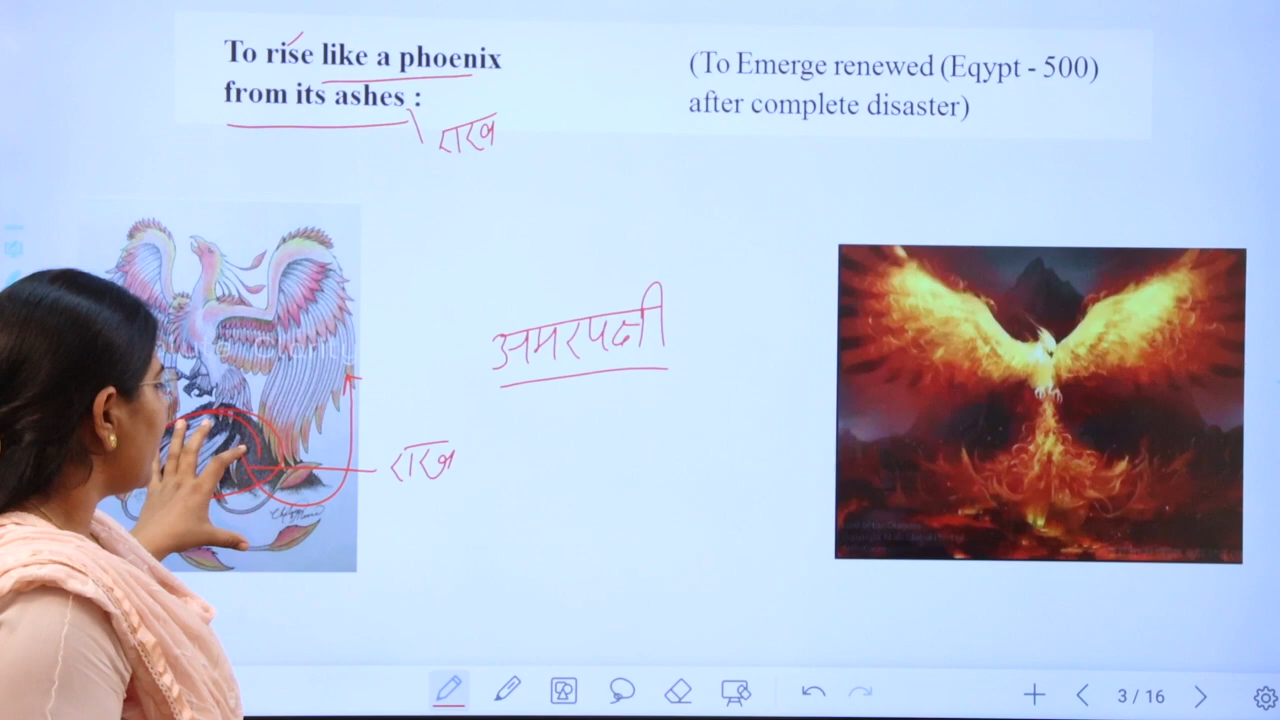 To rise like a phoenix
from its ashes :
(To Emerge renewed (Eqypt - 500)
after complete disaster)
राख
अमरपक्षी
राख
3 / 16